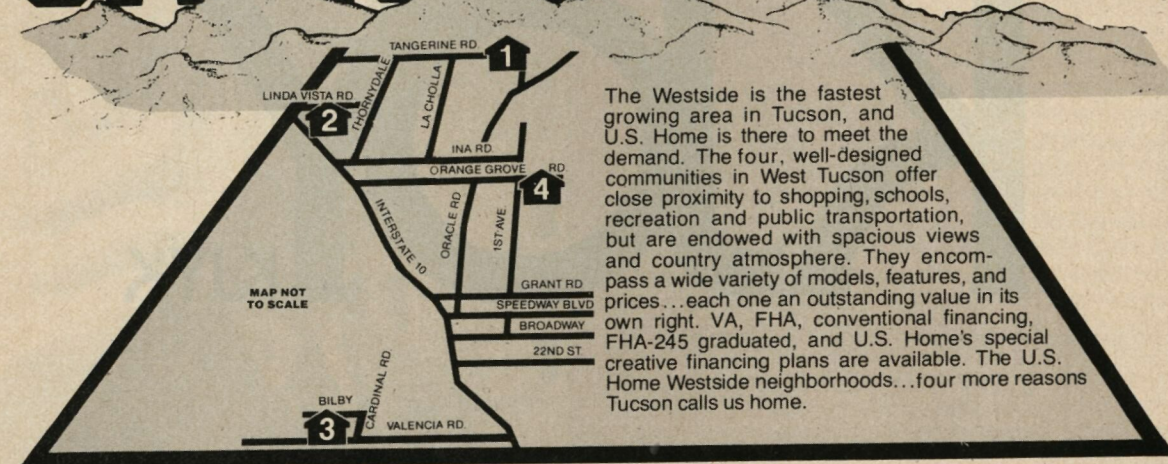 TANGERINE RD.
1
THORNYDALE
LA CHOLLA
LINDA VISTA RD.
2
INA RD.
ORANGE GROVE RD.
4
INTERSTATE 10
ORACLE RD
1ST AVE.
GRANT RD
SPEEDWAY BLVD
BROADWAY
22ND ST.
MAP NOT
TO SCALE
CARDINAL RD
BILBY
3
VALENCIA RD.
The Westside is the fastest
growing area in Tucson, and
U.S. Home is there to meet the
demand. The four, well-designed
communities in West Tucson offer
close proximity to shopping, schools,
recreation and public transportation,
but are endowed with spacious views
and country atmosphere. They encom-
pass a wide variety of models, features, and
prices...each one an outstanding value in its
own right. VA, FHA, conventional financing,
FHA-245 graduated, and U.S. Home's special
creative financing plans are available. The U.S.
Home Westside neighborhoods...four more reasons
Tucson calls us home.